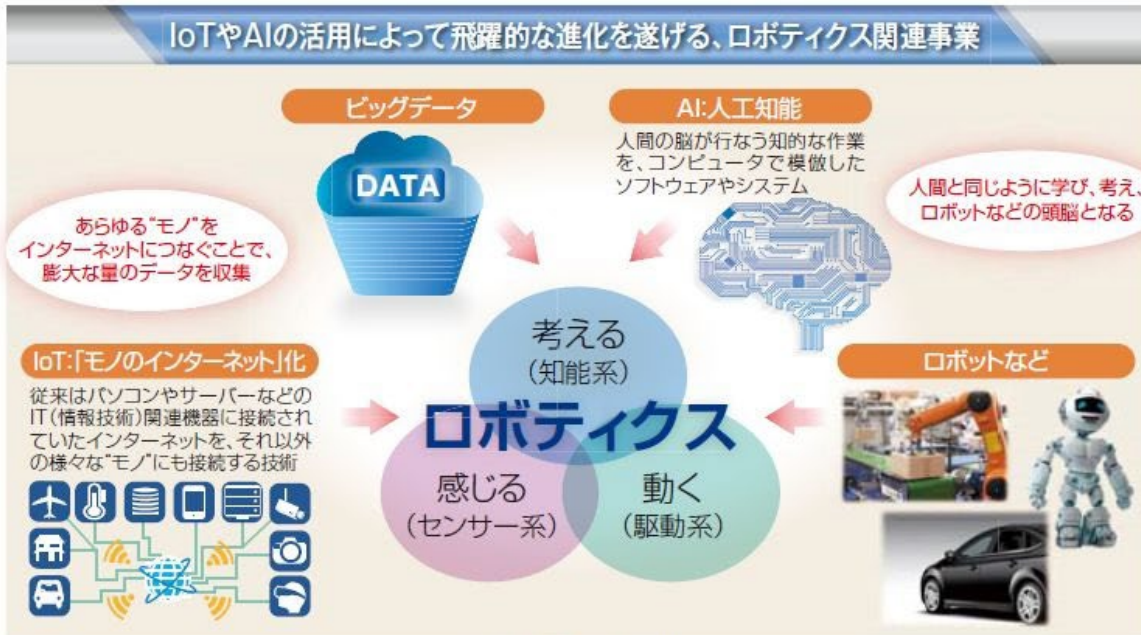 IoTやAIの活用によって飛躍的な進化を遂げる、ロボティクス関連事業
ビッグデータ
DATA
AI:人工知能
人間の脳が行なう知的な作業
を、コンピュータで模倣した
ソフトウェアやシステム
人間と同じように学び、考え、
ロボットなどの頭脳となる
あらゆる“モノ”を
インターネットにつなぐことで、
膨大な量のデータを収集
IoT:「モノのインターネット」化
従来はパソコンやサーバーなどの
IT(情報技術)関連機器に接続され
ていたインターネットを、それ以外
の様々な“モノ”にも接続する技術
考える
(知能系)
ロボティクス
感じる
(センサー系)
動く
(駆動系)
ロボットなど